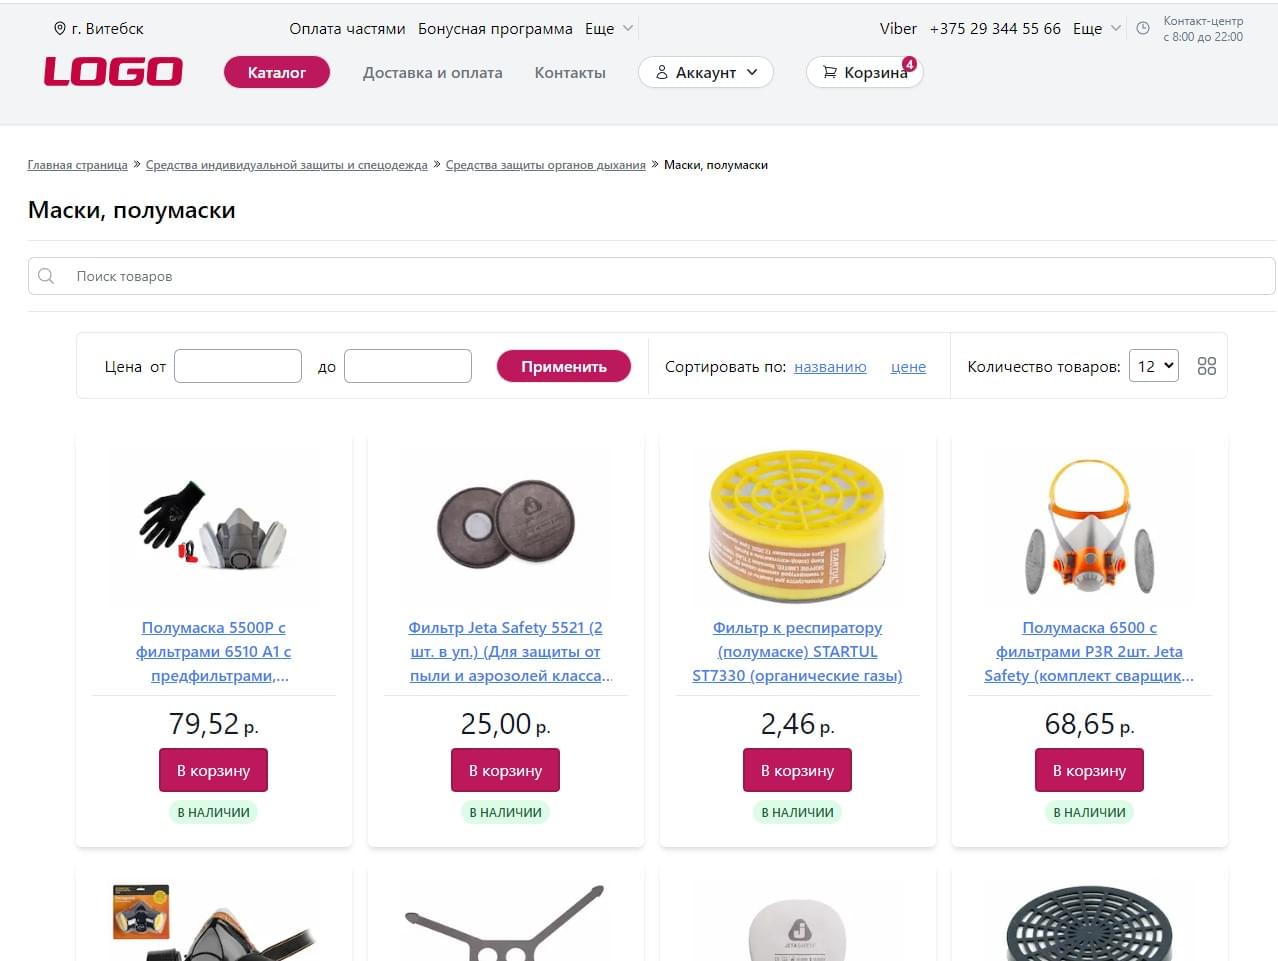 г. Витебск
Оплата частями Бонусная программа Еще
Viber +375 29 344 55 66 Еще
Контакт-центр
с 8:00 до 22:00
LOGO
Каталог
Доставка и оплата
Контакты
Аккаунт
Корзина
4
Главная страница » Средства индивидуальной защиты и спецодежда » Средства защиты органов дыхания » Маски, полумаски
Маски, полумаски
Поиск товаров
Цена от
до
Применить
Сортировать по: названию цене
Количество товаров: 12
STARTUL
Полумаска 5500P с
фильтрами 6510 A1 с
предфильтрами,...
79,52 р.
В корзину
В НАЛИЧИИ
Фильтр Jeta Safety 5521 (2
шт. в уп.) (Для защиты от
пыли и аэрозолей класса...
25,00 р.
В корзину
В НАЛИЧИИ
Фильтр к респиратору
(полумаске) STARTUL
ST7330 (органические газы)
2,46 р.
В корзину
В НАЛИЧИИ
Полумаска 6500 с
фильтрами P3R 2шт. Jeta
Safety (комплект сварщик...
68,65 р.
В корзину
В НАЛИЧИИ
JETA SAFETY